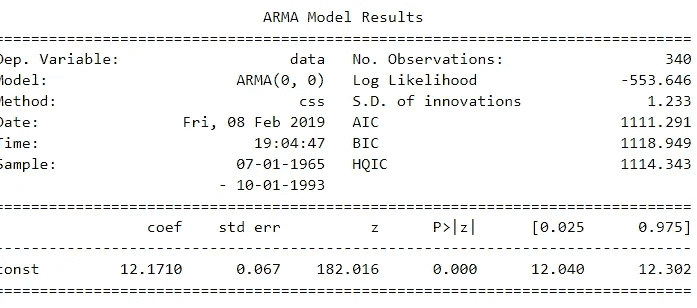 ARMA Model Results
==============================================================================
Dep. Variable: data No. Observations: 340
Model: ARMA(0, 0) Log Likelihood -553.646
Method: css S.D. of innovations 1.233
Date: Fri, 08 Feb 2019 AIC 1111.291
Time: 19:04:47 BIC 1118.949
Sample: 07-01-1965 HQIC 1114.343
- 10-01-1993
==============================================================================
coef std err z P>|z| [0.025 0.975]
------------------------------------------------------------------------------
const 12.1710 0.067 182.016 0.000 12.040 12.302
==============================================================================